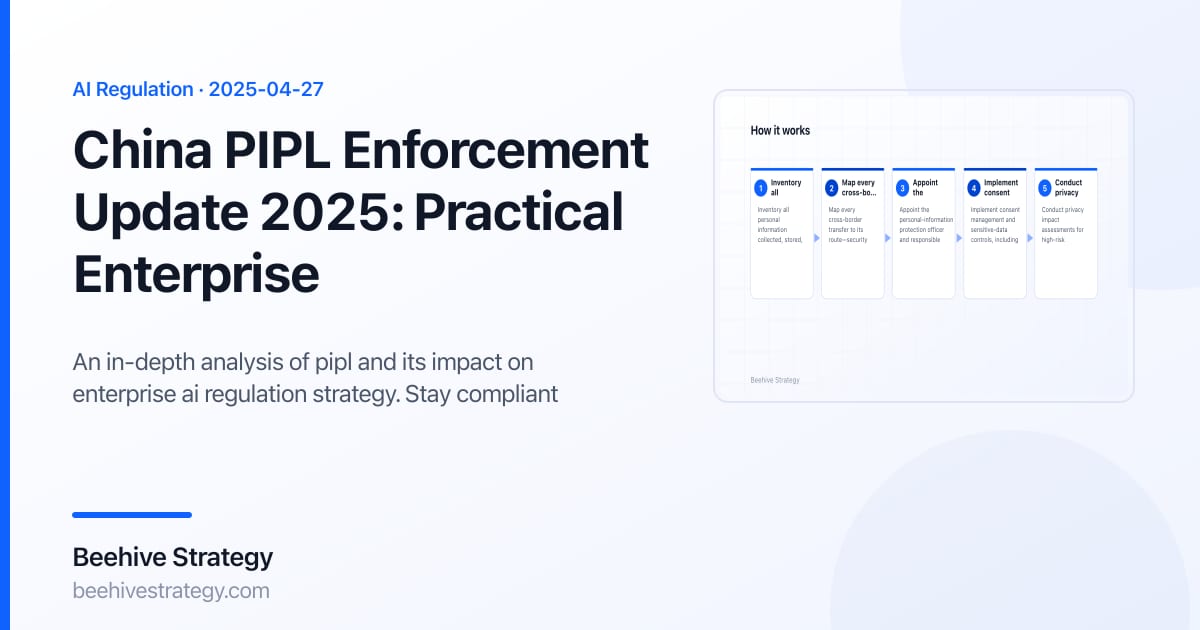 AI Regulation · 2025-04-27
China PIPL Enforcement
Update 2025: Practical
Enterprise
An in-depth analysis of pipl and its impact on
enterprise ai regulation strategy. Stay compliant
Beehive Strategy
beehivestrategy.com
How it works
1
Inventory
all
Inventory all
personal
information
collected, stored,
2
Map every
cross-bo...
Map every
cross-border
transfer to its
route—security
3
Appoint
the
Appoint the
personal-information
protection officer
and responsible
4
Implement
consent
Implement consent
management and
sensitive-data
controls, including
5
Conduct
privacy
Conduct privacy
impact
assessments for
high-risk
Beehive Strategy